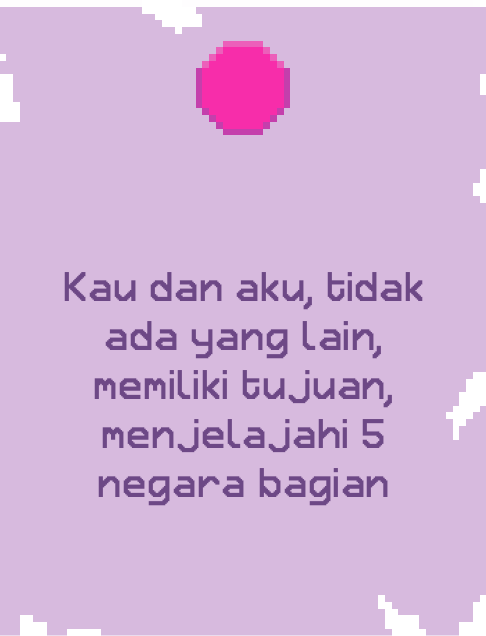 Kau dan aku, tidak
ada yang lain,
memiliki tujuan,
menjelajahi 5
negara bagian